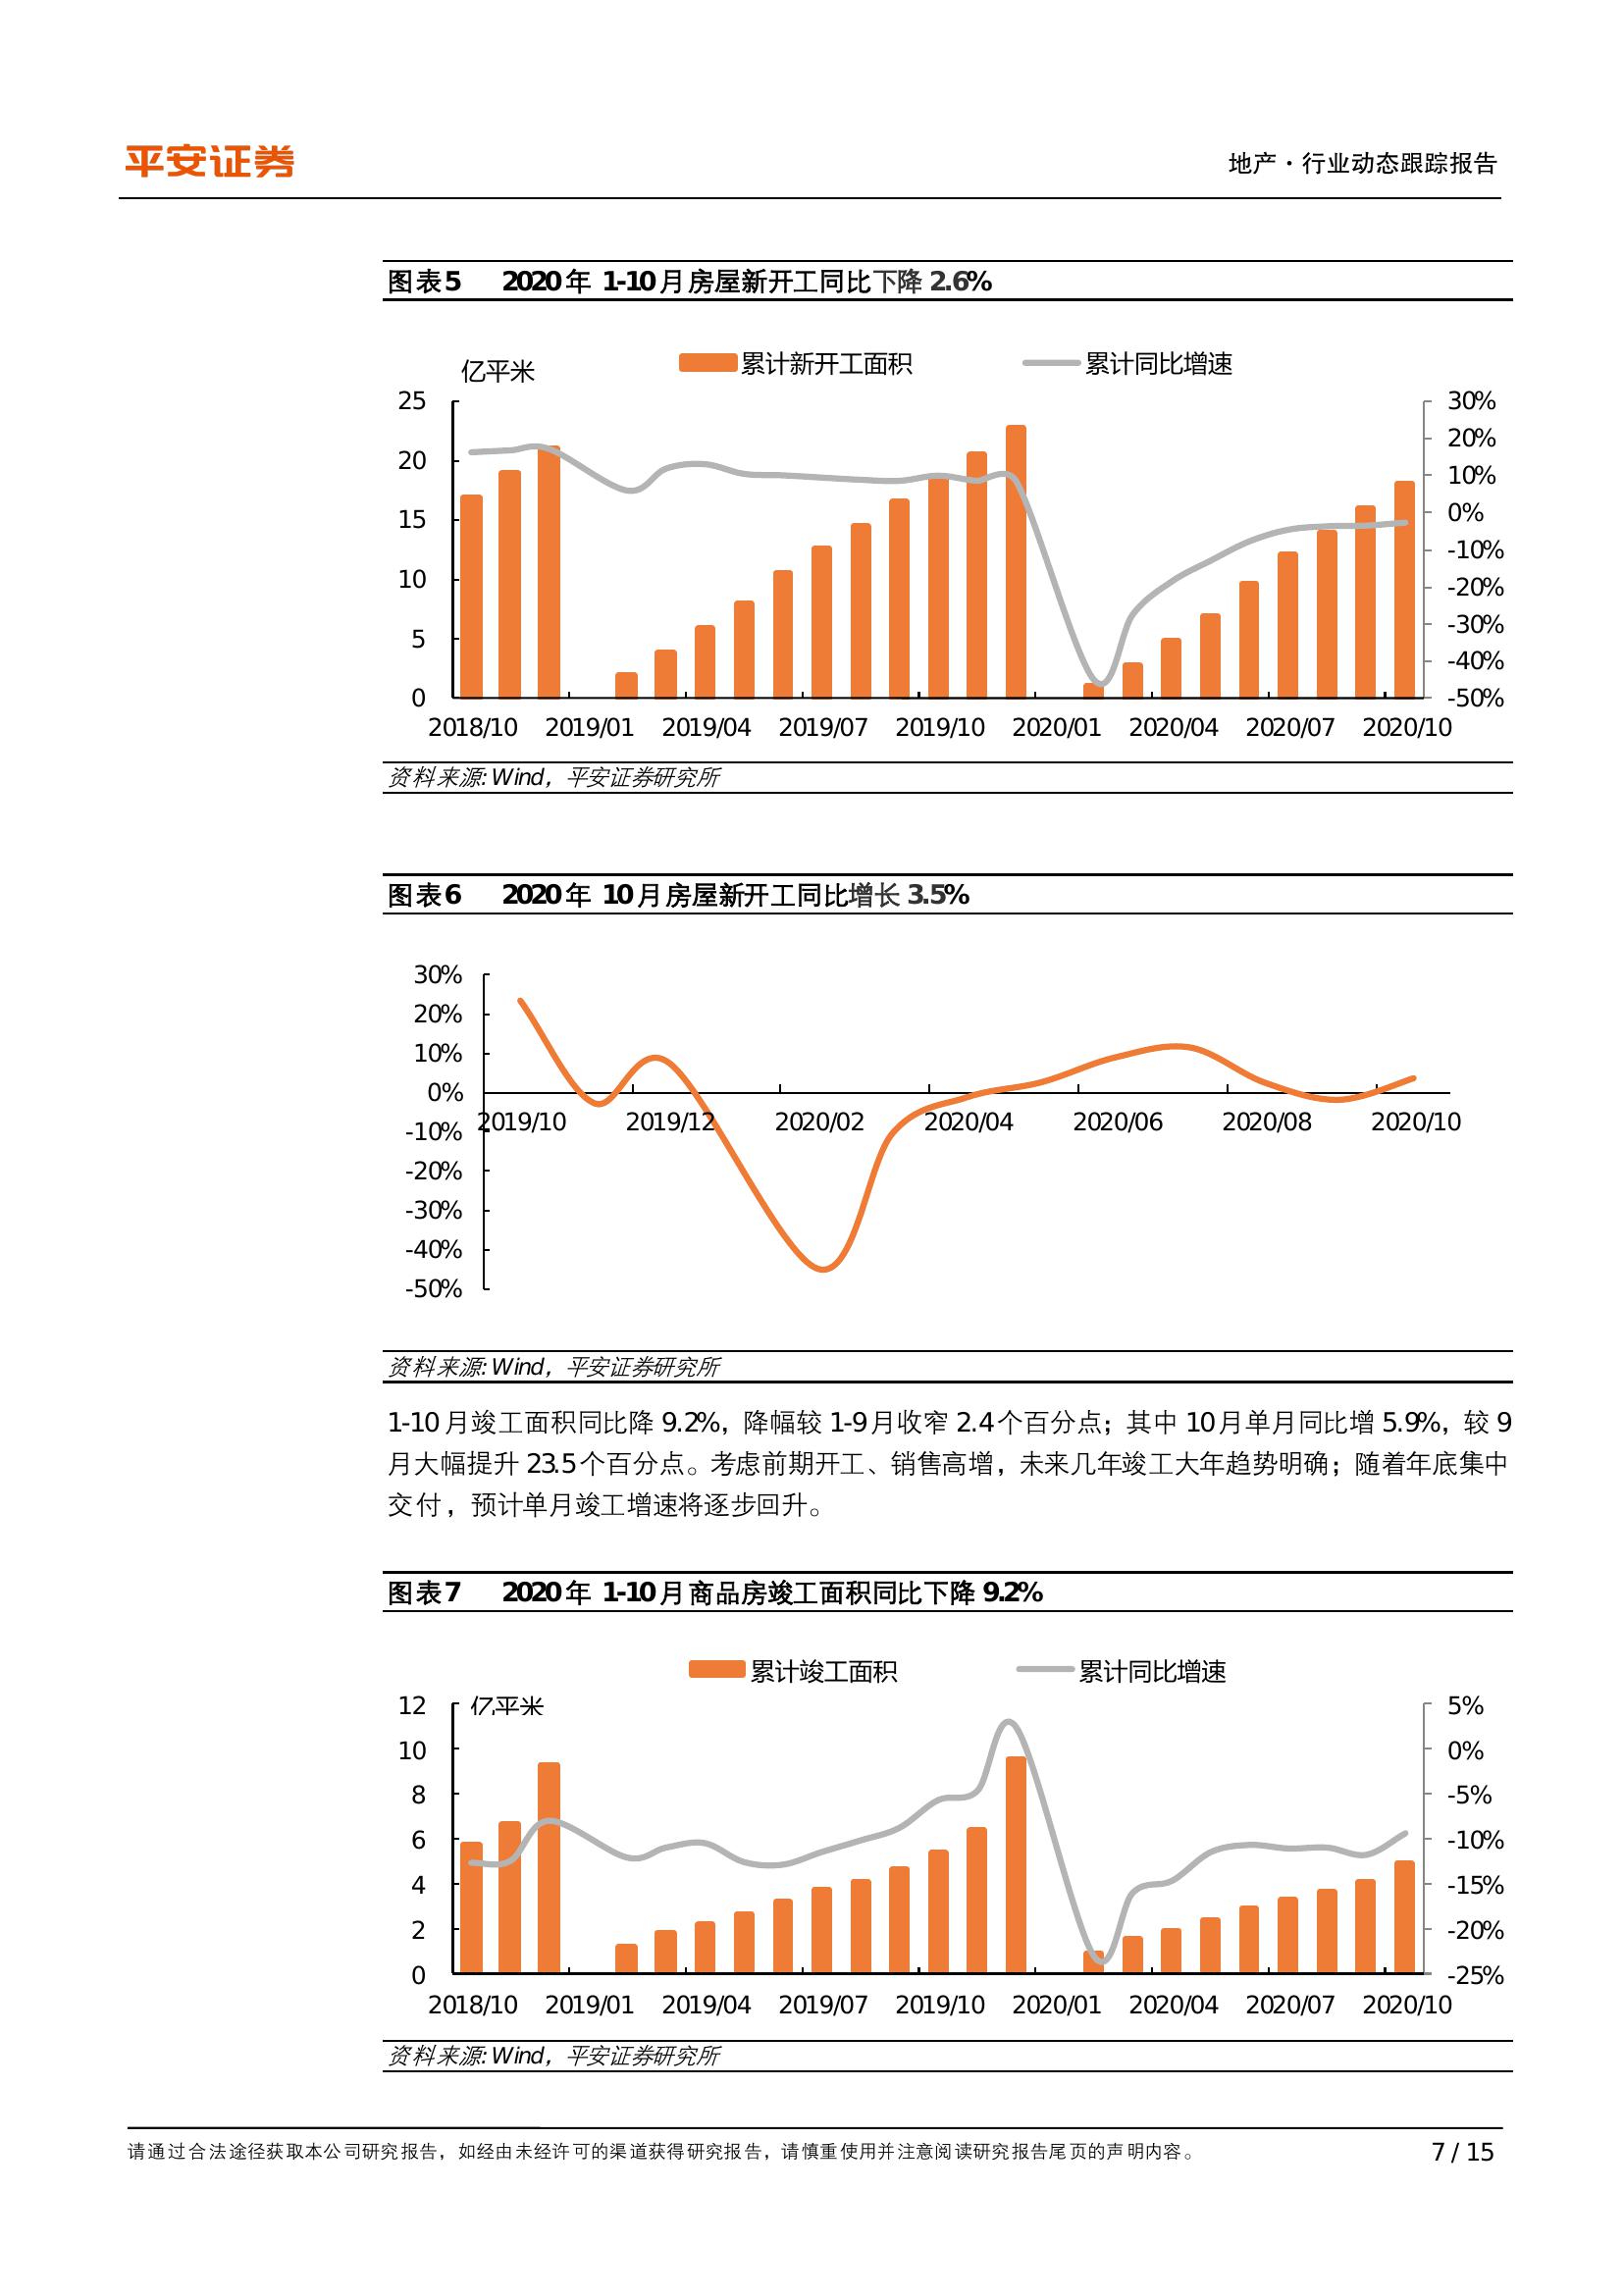 平安证券
地产·行业动态跟踪报告
图表5 2020年 1-10月房屋新开工同比下降 2.6%
亿平米
累计新开工面积
累计同比增速
25
20
15
10
5
0
30%
20%
10%
0%
-10%
-20%
-30%
-40%
-50%
2018/10 2019/01 2019/04 2019/07 2019/10 2020/01 2020/04 2020/07 2020/10
资料来源: Wind，平安证券研究所
图表6 2020年 10月房屋新开工同比增长 3.5%
30%
20%
10%
0%
-10%
-20%
-30%
-40%
-50%
2019/10 2019/12 2020/02 2020/04 2020/06 2020/08 2020/10
资料来源: Wind，平安证券研究所
1-10月竣工面积同比降 9.2%，降幅较 1-9月收窄 2.4个百分点；其中 10月单月同比增 5.9%，较 9
月大幅提升 23.5个百分点。考虑前期开工、销售高增，未来几年竣工大年趋势明确；随着年底集中
交付，预计单月竣工增速将逐步回升。
图表7 2020年 1-10月商品房竣工面积同比下降 9.2%
累计竣工面积
累计同比增速
亿平米
12
10
8
6
4
2
0
5%
0%
-5%
-10%
-15%
-20%
-25%
2018/10 2019/01 2019/04 2019/07 2019/10 2020/01 2020/04 2020/07 2020/10
资料来源: Wind，平安证券研究所
请通过合法途径获取本公司研究报告，如经由未经许可的渠道获得研究报告，请慎重使用并注意阅读研究报告尾页的声明内容。
7 / 15